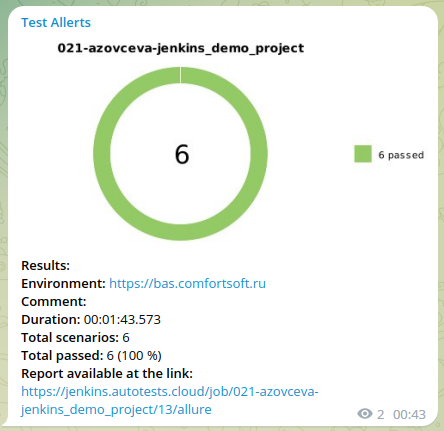 Test Allerts
021-azovceva-jenkins_demo_project
6
6 passed
Results:
Environment: https://bas.comfortsoft.ru
Comment:
Duration: 00:01:43.573
Total scenarios: 6
Total passed: 6 (100 %)
Report available at the link:
https://jenkins.autotests.cloud/job/021-azovceva-
jenkins_demo_project/13/allure
2 00:43